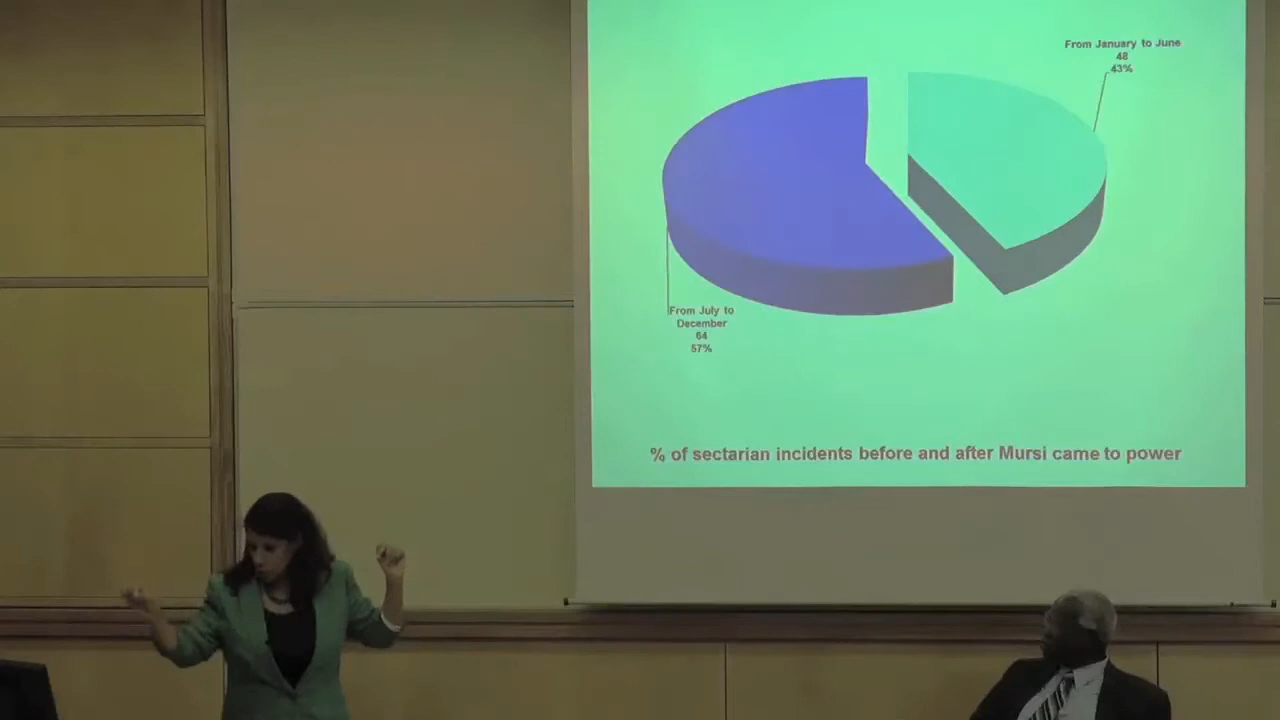 From January to June
48
43%
From July to
December
64
57%
% of sectarian incidents before and after Mursi came to power